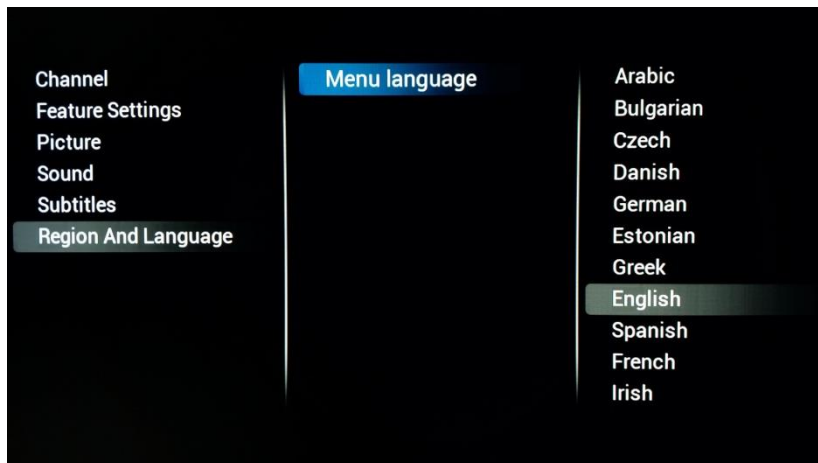 Channel
Feature Settings
Picture
Sound
Subtitles
Region And Language
Menu language
Arabic
Bulgarian
Czech
Danish
German
Estonian
Greek
English
Spanish
French
Irish